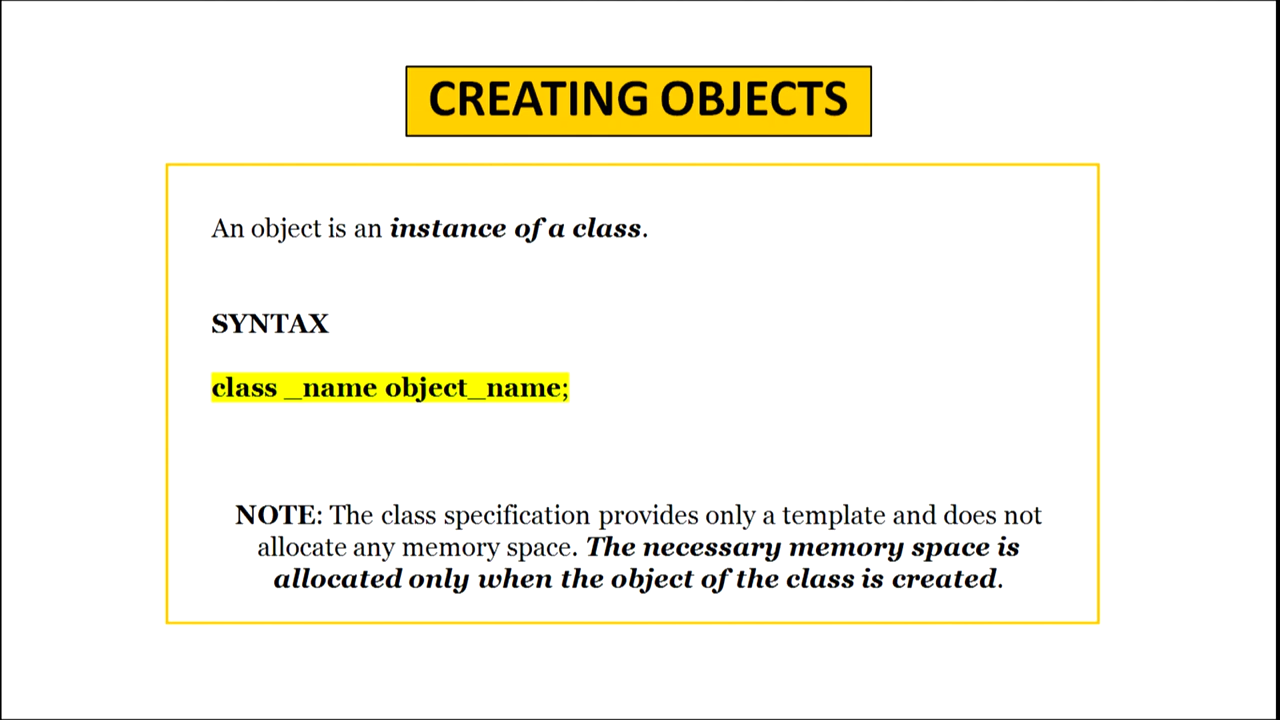 CREATING OBJECTS
An object is an instance of a class.
SYNTAX
class _name object_name;
NOTE: The class specification provides only a template and does not
allocate any memory space. The necessary memory space is
allocated only when the object of the class is created.